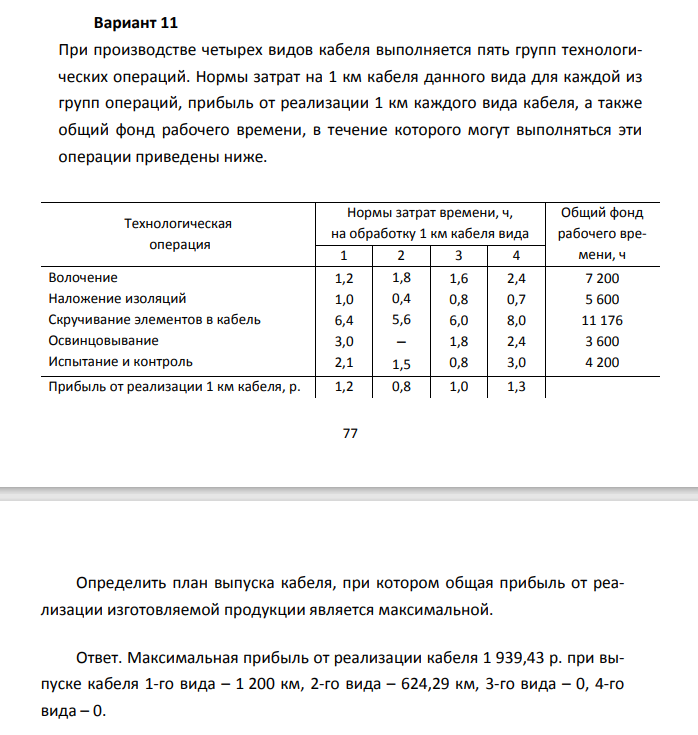 Вариант 11
При производстве четырех видов кабеля выполняется пять групп технологи-
ческих операций. Нормы затрат на 1 км кабеля данного вида для каждой из
групп операций, прибыль от реализации 1 км каждого вида кабеля, а также
общий фонд рабочего времени, в течение которого могут выполняться эти
операции приведены ниже.
Технологическая операция
Нормы затрат времени, ч,
на обработку 1 км кабеля вида
Общий фонд
рабочего вре-
мени, ч
1 2 3 4
Волочение 1,2 1,8 1,6 2,4 7 200
Наложение изоляций 1,0 0,4 0,8 0,7 5 600
Скручивание элементов в кабель 6,4 5,6 6,0 8,0 11 176
Освинцовывание 3,0 – 1,8 2,4 3 600
Испытание и контроль 2,1 1,5 0,8 3,0 4 200
Прибыль от реализации 1 км кабеля, р. 1,2 0,8 1,0 1,3
77
Определить план выпуска кабеля, при котором общая прибыль от реа-
лизации изготовляемой продукции является максимальной.
Ответ. Максимальная прибыль от реализации кабеля 1 939,43 р. при вы-
пуске кабеля 1-го вида – 1 200 км, 2-го вида – 624,29 км, 3-го вида – 0, 4-го
вида – 0.